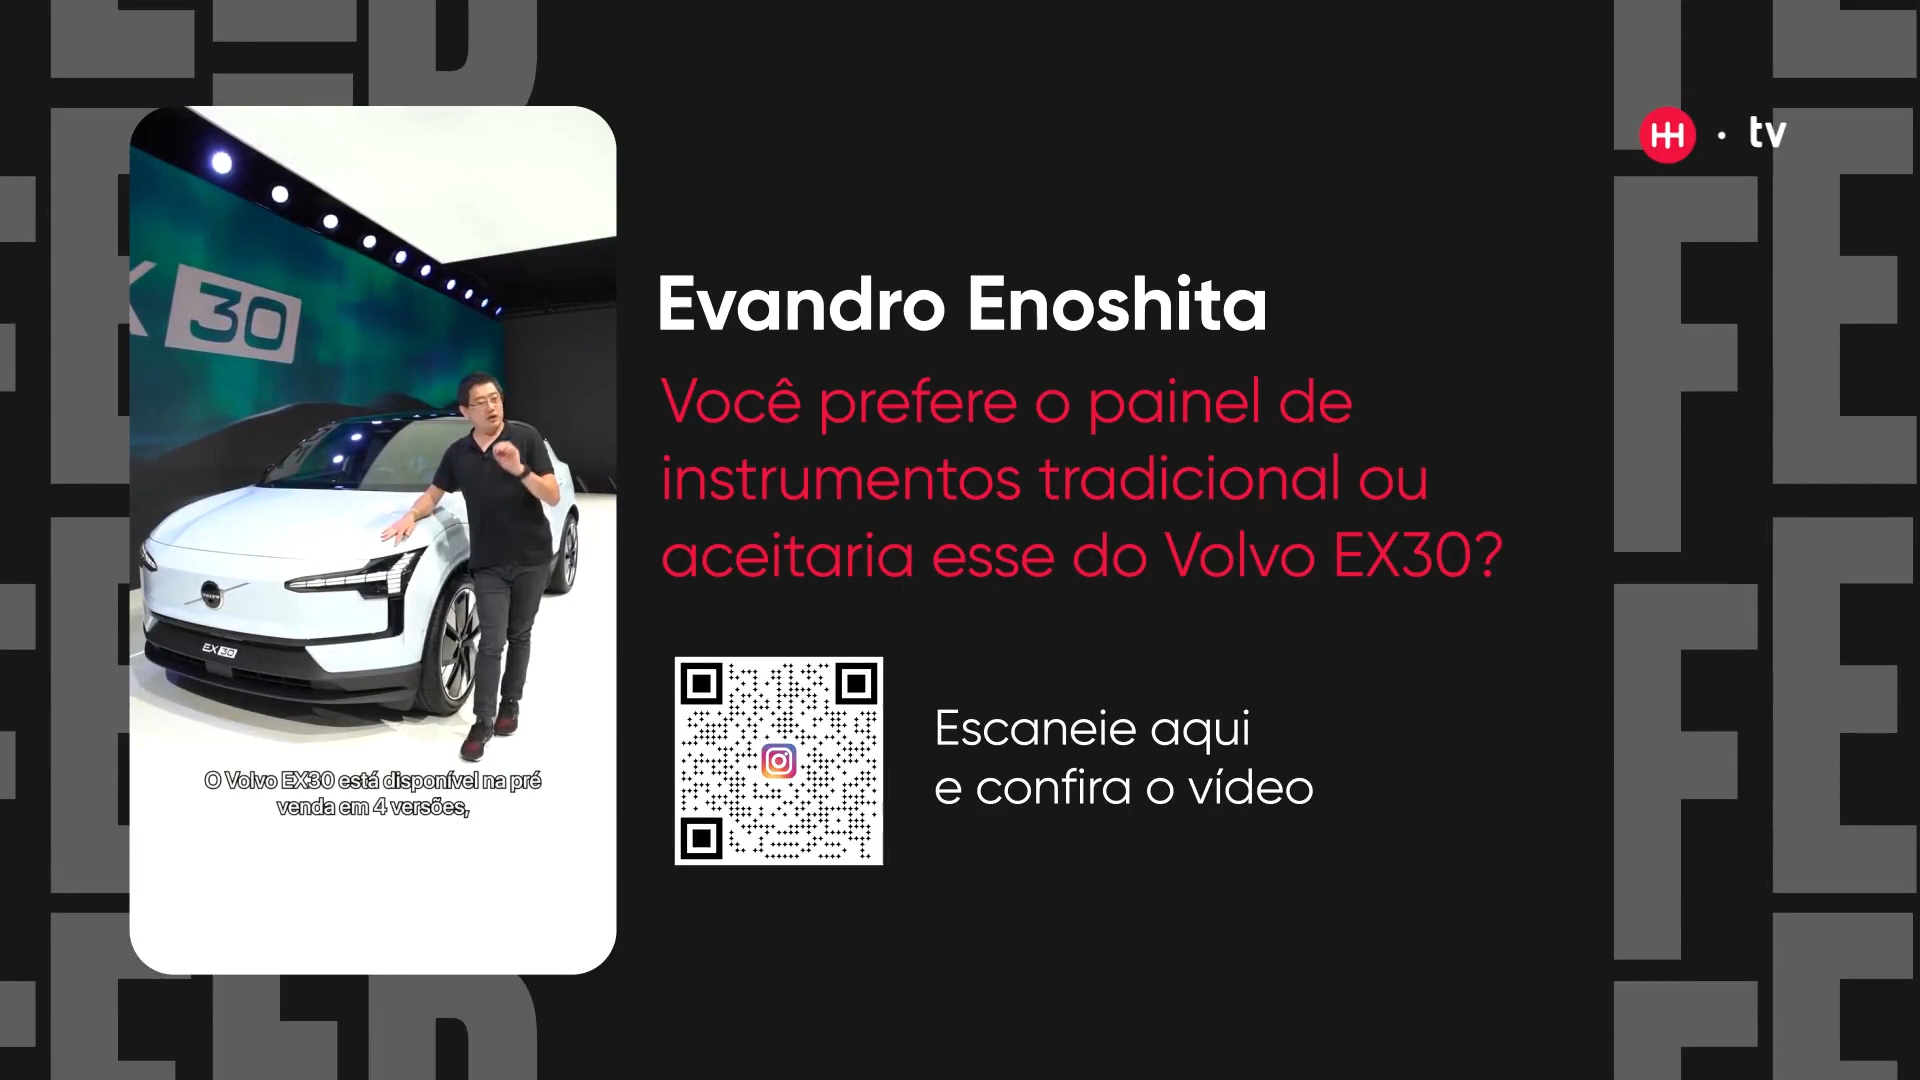 tv
X 30
Evandro Enoshita
Você prefere o painel de
instrumentos tradicional ou
aceitaria esse do Volvo EX30?
VOLVO
EX30
O Volvo EX30 está disponível na pré
venda em 4 versões,
Escaneie aqui
e confira o vídeo